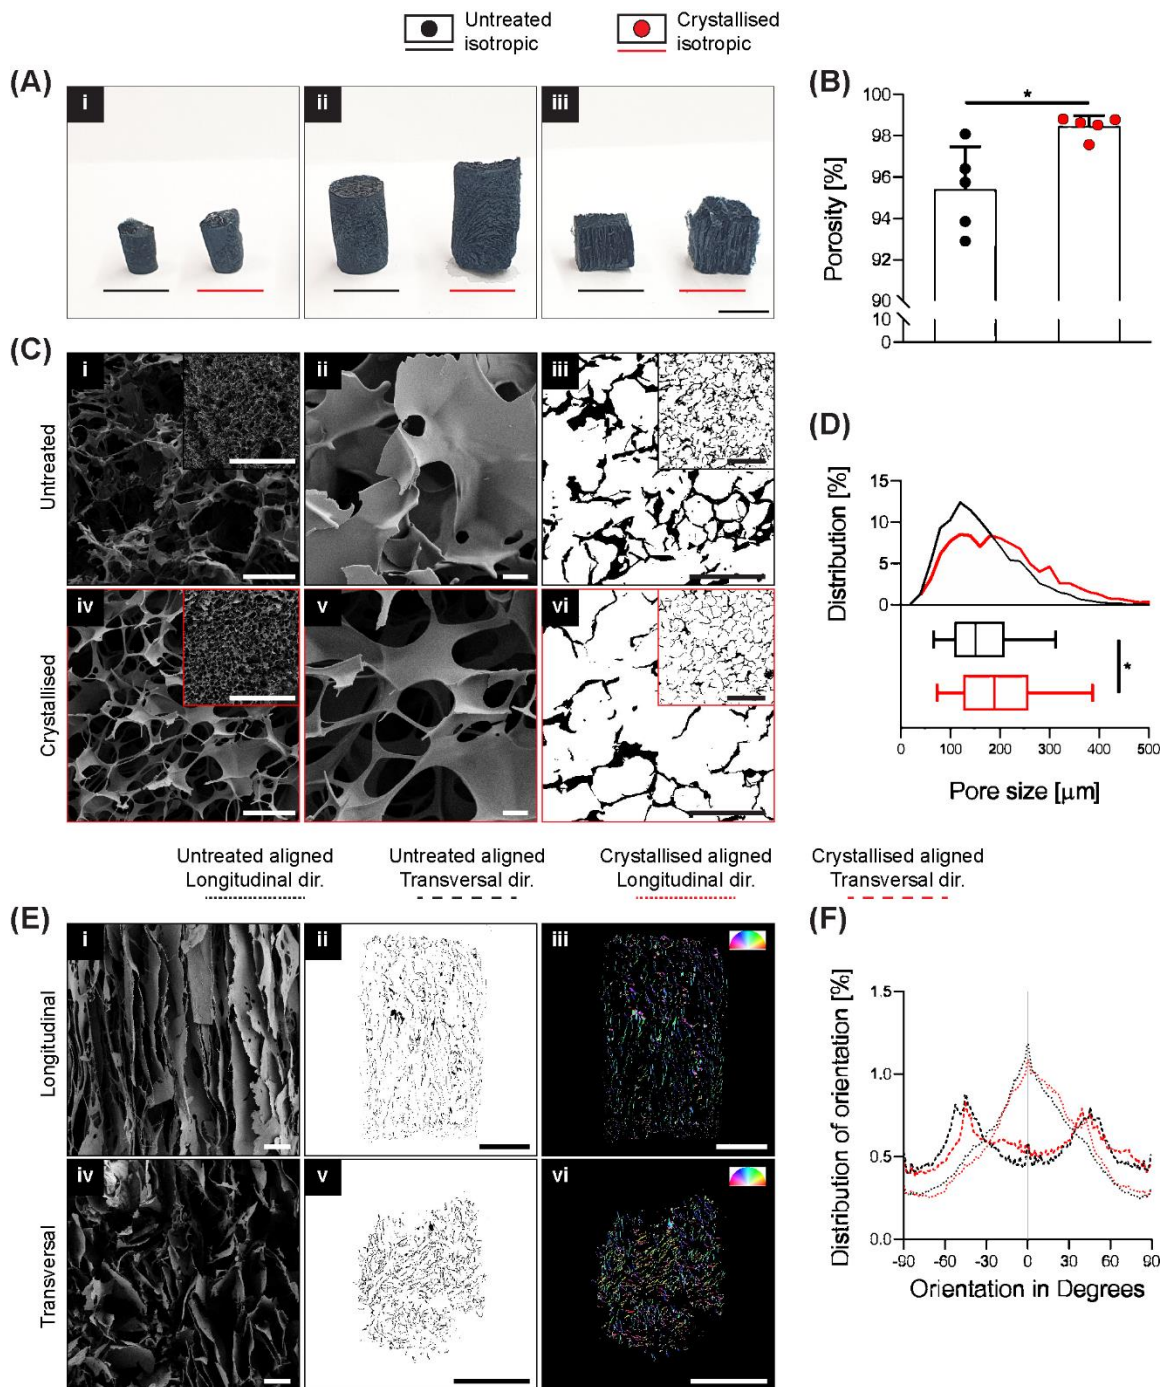 Untreated
isotropic
Crystallised
isotropic
(A)
i
ii
iii
(B)
Porosity [%]
100
98
96
94
92
90
10
0
*
(C)
Untreated
i
ii
iii
Crystallised
iv
v
vi
(D)
Distribution [%]
15
10
5
0
*
0
100
200
300
400
500
Pore size [μm]
Untreated aligned
Longitudinal dir.
Untreated aligned
Transversal dir.
Crystallised aligned
Longitudinal dir.
Crystallised aligned
Transversal dir.
(E)
Longitudinal
i
ii
iii
Transversal
iv
v
vi
(F)
Distribution of orientation [%]
1.5
1.0
0.5
0.0
-90
-60
-30
0
30
60
90
Orientation in Degrees